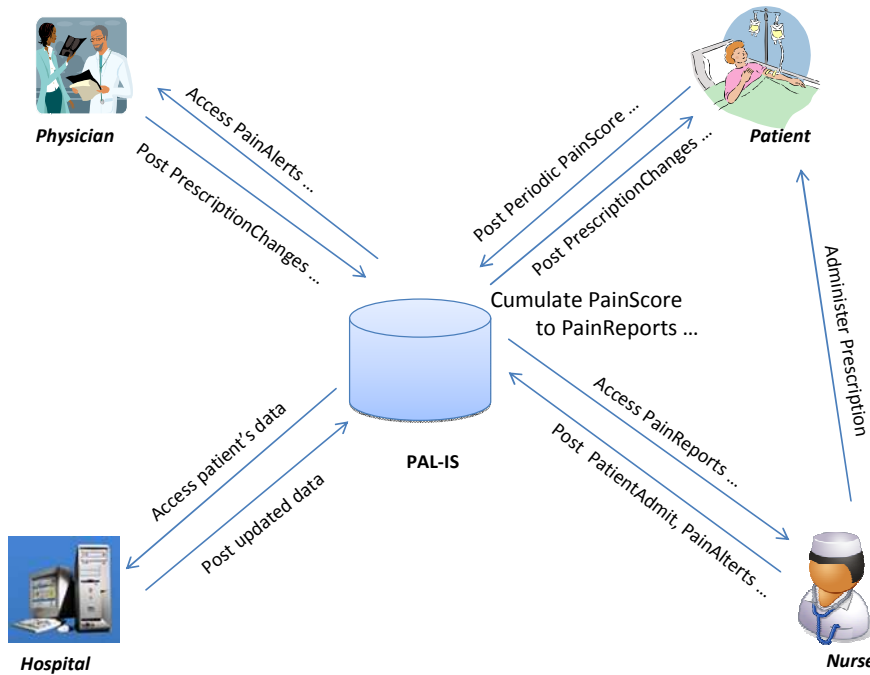 Physician
Access PainAlerts ...
Post PrescriptionChanges ...
Patient
Post Periodic PainScore ...
Post PrescriptionChanges ...
Administer Prescription
Cumulate PainScore
to PainReports ...
PAL-IS
Access patient's data
Post updated data
Access PainReports ...
Post PatientAdmit, PainAlterts ...
Hospital
Nurse